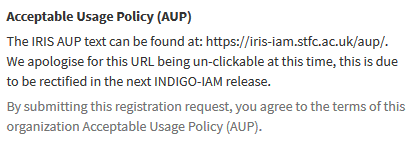 Acceptable Usage Policy (AUP)
The IRIS AUP text can be found at: https://iris-iam.stfc.ac.uk/aup/.
We apologise for this URL being un-clickable at this time, this is due
to be rectified in the next INDIGO-IAM release.
By submitting this registration request, you agree to the terms of this
organization Acceptable Usage Policy (AUP).